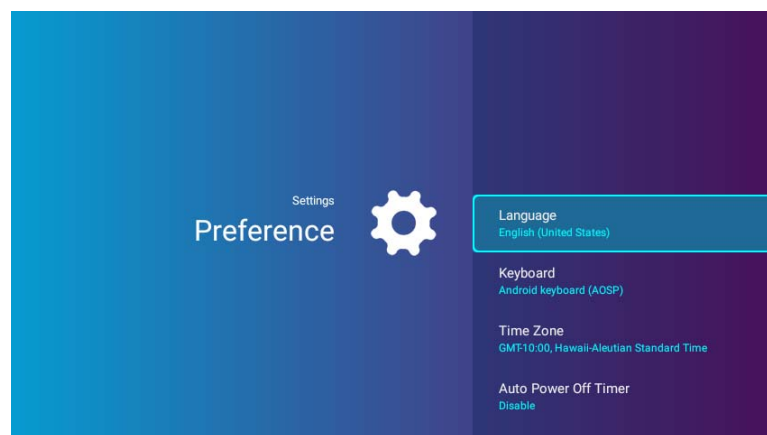 Settings
Preference
Language
English (United States)
Keyboard
Android keyboard (AOSP)
Time Zone
GMT-10:00, Hawaii-Aleutian Standard Time
Auto Power Off Timer
Disable